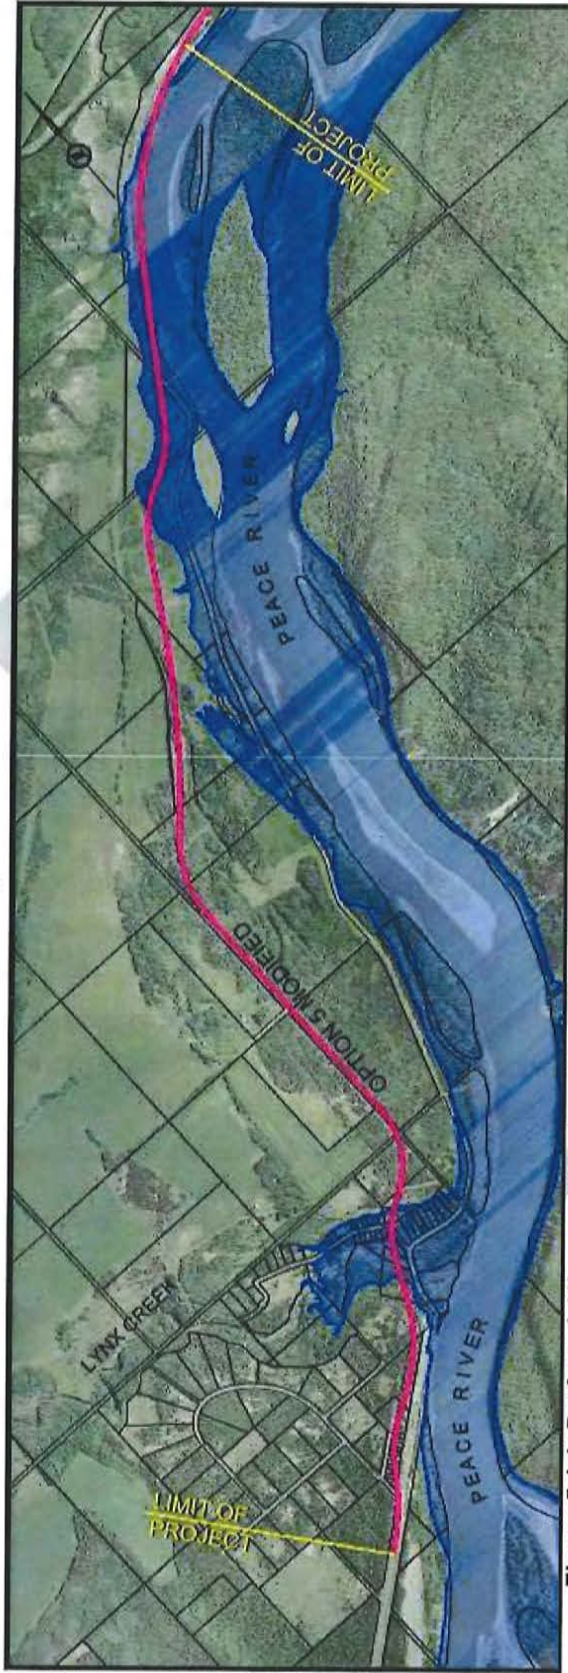 LIMIT OF
PROJECT
PEACE RIVER
OPTION 5 MODIFIED
LYNX CREEK
PEACE RIVER
LIMIT OF
PROJECT